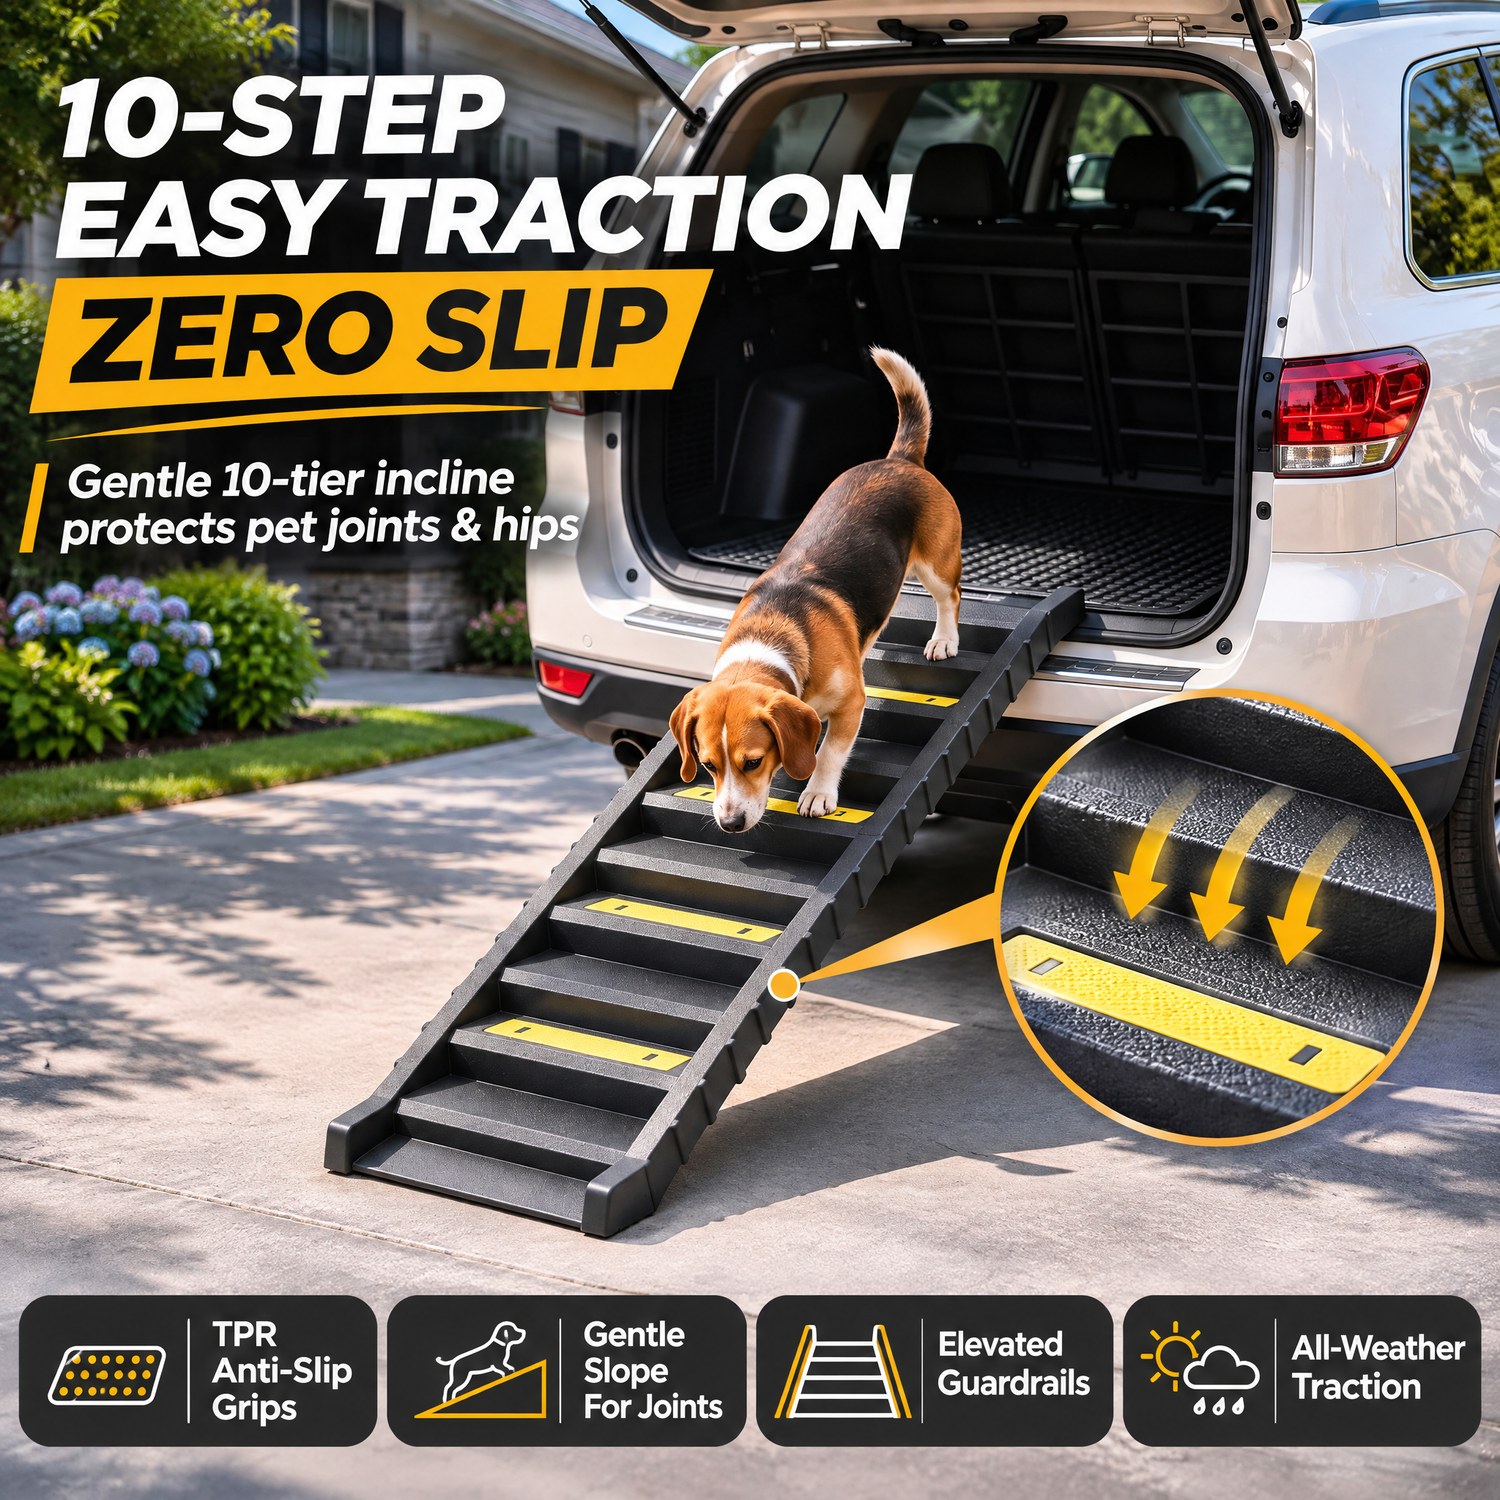 10-STEP
EASY TRACTION
ZERO SLIP
Gentle 10-tier incline
protects pet joints & hips
TPR
Anti-Slip
Grips
Gentle
Slope
For Joints
Elevated
Guardrails
All-Weather
Traction